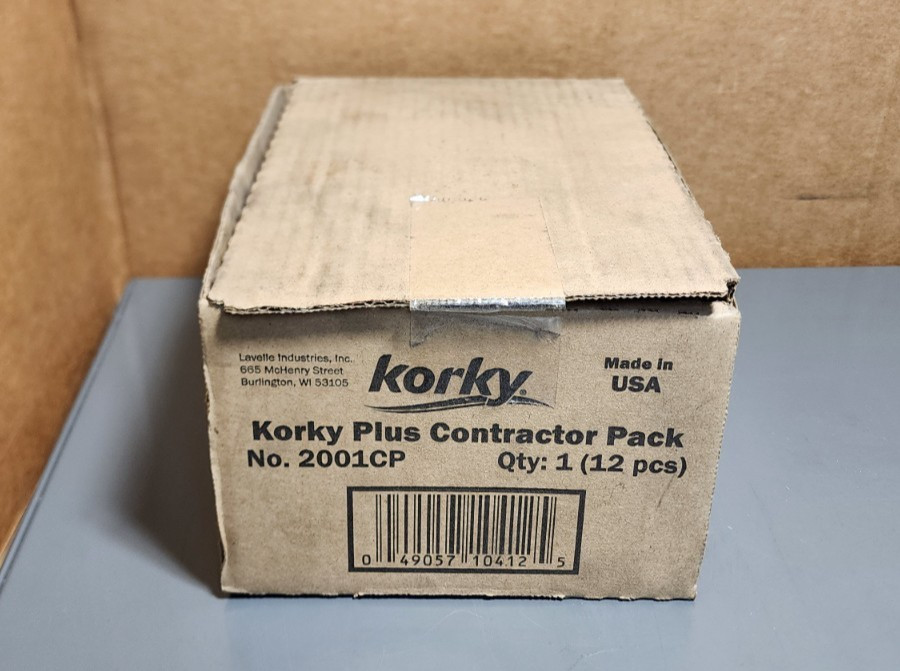 Lavelle Industries, Inc.
665 McHenry Street
Burlington, WI 53105
korky®
Made in
USA
Korky Plus Contractor Pack
No. 2001CP Qty: 1 (12 pcs)
0 49057 10412 5